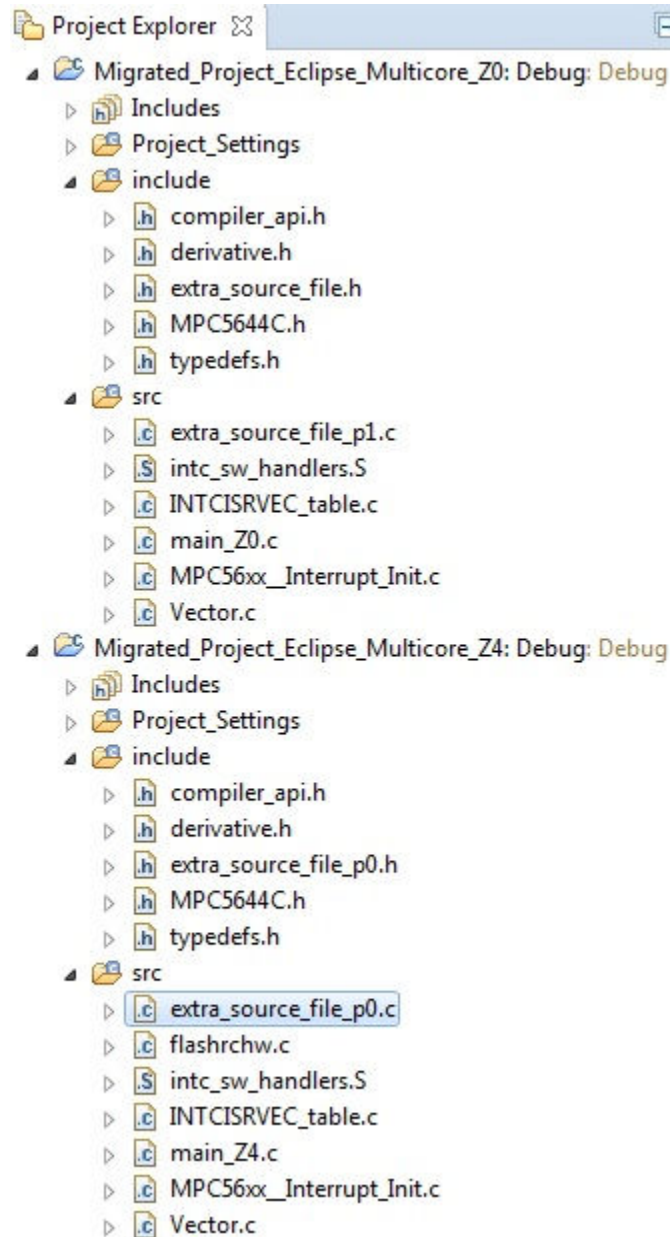 Project Explorer
Migrated_Project_Eclipse_Multicore_Z0: Debug: Debug
Includes
Project_Settings
include
.h compiler_api.h
.h derivative.h
.h extra_source_file.h
.h MPC5644C.h
.h typedefs.h
src
.c extra_source_file_p1.c
.S intc_sw_handlers.S
.c INTCISRVEC_table.c
.c main_Z0.c
.c MPC56xx__Interrupt_Init.c
.c Vector.c
Migrated_Project_Eclipse_Multicore_Z4: Debug: Debug
Includes
Project_Settings
include
.h compiler_api.h
.h derivative.h
.h extra_source_file_p0.h
.h MPC5644C.h
.h typedefs.h
src
.c extra_source_file_p0.c
.c flashrchw.c
.S intc_sw_handlers.S
.c INTCISRVEC_table.c
.c main_Z4.c
.c MPC56xx__Interrupt_Init.c
.c Vector.c